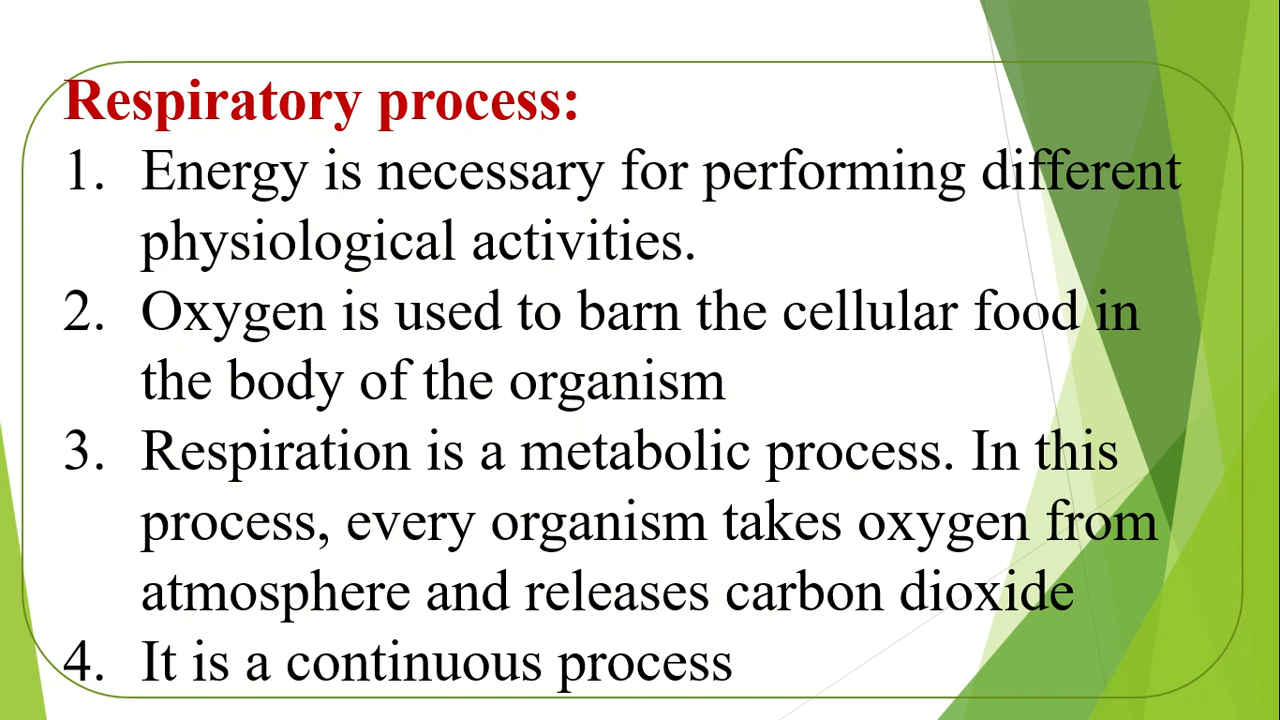 Respiratory process:
1. Energy is necessary for performing different
physiological activities.
2. Oxygen is used to barn the cellular food in
the body of the organism
3. Respiration is a metabolic process. In this
process, every organism takes oxygen from
atmosphere and releases carbon dioxide
4. It is a continuous process